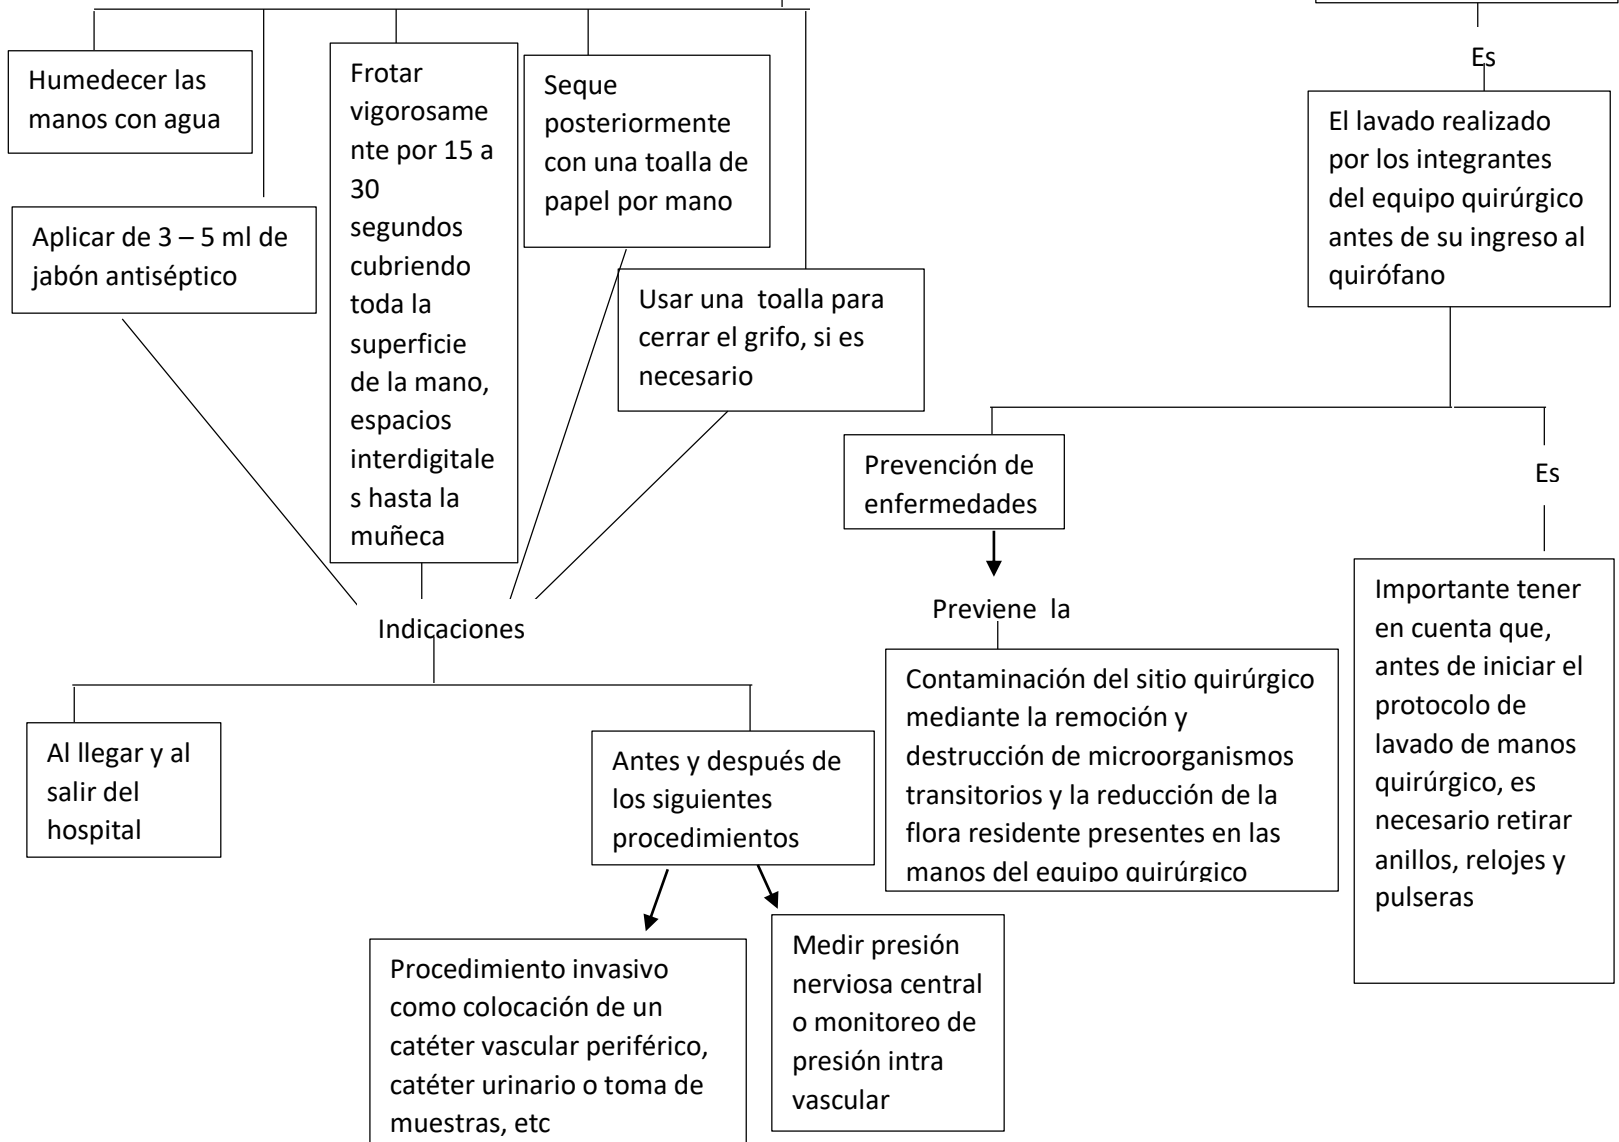 Humedecer las
manos con agua
Aplicar de 3 – 5 ml de
jabón antiséptico
Frotar
vigorosame
nte por 15 a
30
segundos
cubriendo
toda la
superficie
de la mano,
espacios
interdigitale
s hasta la
muñeca
Seque
posteriormente
con una toalla de
papel por mano
Usar una  toalla para
cerrar el grifo, si es
necesario
Indicaciones
Al llegar y al
salir del
hospital
Antes y después de
los siguientes
procedimientos
Procedimiento invasivo
como colocación de un
catéter vascular periférico,
catéter urinario o toma de
muestras, etc
Medir presión
nerviosa central
o monitoreo de
presión intra
vascular
Es
El lavado realizado
por los integrantes
del equipo quirúrgico
antes de su ingreso al
quirófano
Prevención de
enfermedades
Previene  la
Contaminación del sitio quirúrgico
mediante la remoción y
destrucción de microorganismos
transitorios y la reducción de la
flora residente presentes en las
manos del equipo quirúrgico
Es
Importante tener
en cuenta que,
antes de iniciar el
protocolo de
lavado de manos
quirúrgico, es
necesario retirar
anillos, relojes y
pulseras